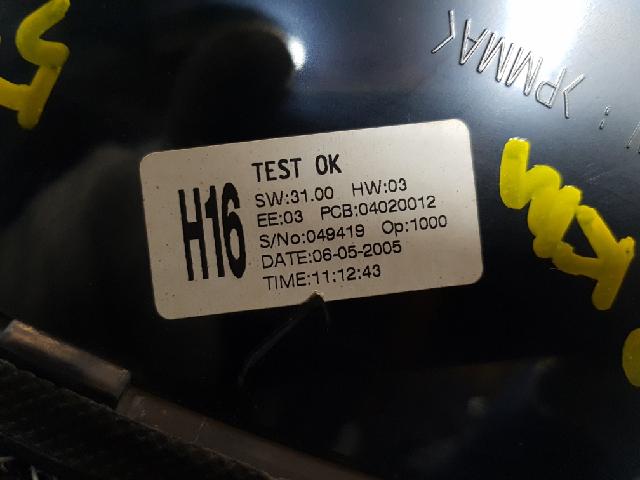 >PMMA<
TEST OK
H16
SW:31.00 HW:03
EE:03 PCB:04020012
S/No:049419 Op:1000
DATE:06-05-2005
TIME:11:12:43